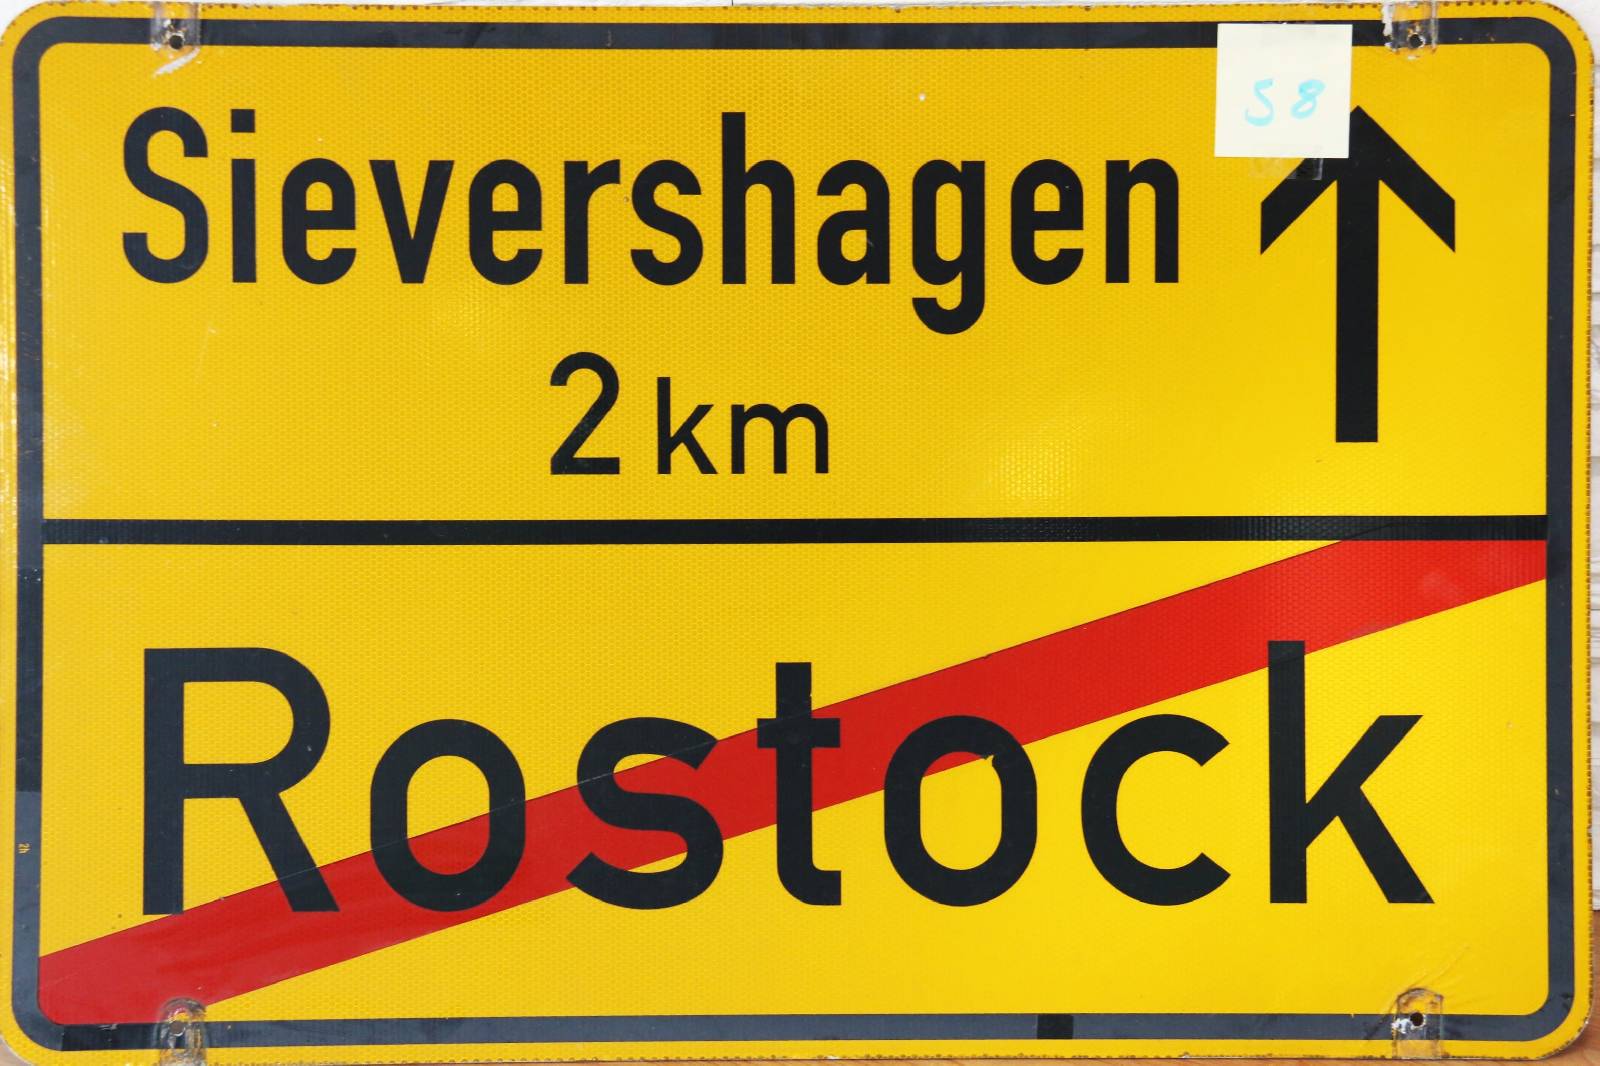 58
Sievershagen
2 km
Rostock